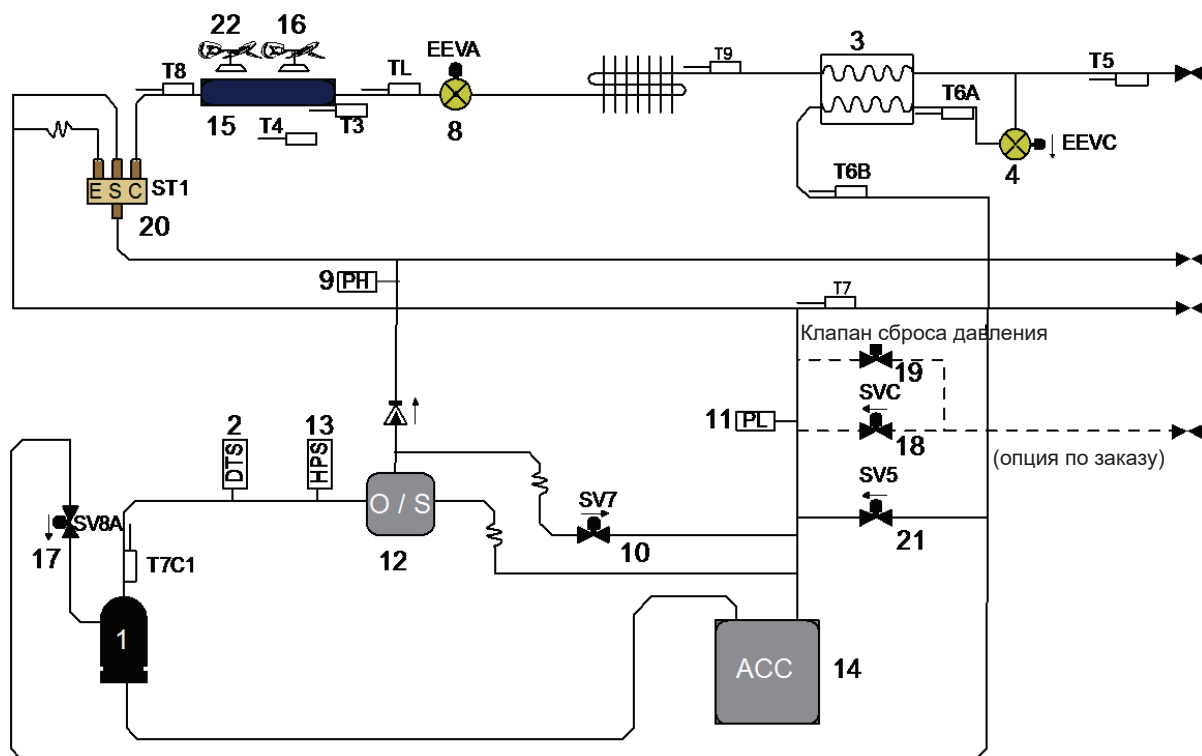 22 16
EEVA
T8
TL
T9
3
T5
T6A
15
T4
T3
8
EEVC
4
E S C
ST1
T6B
20
9 PH
T7
Клапан сброса давления
19
SVC
11 PL
18
(опция по заказу)
2 13
DTS
HPS
SV5
O / S
SV7
SV8A
17
T7C1
12
10
21
1
ACC
14